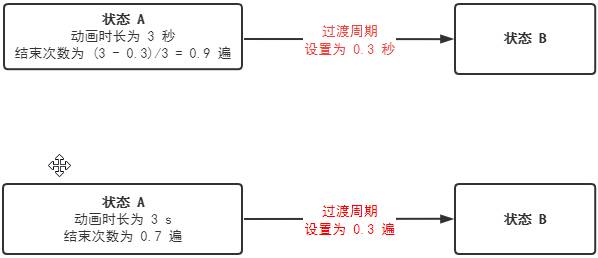 状态 A
动画时长为 3 秒
结束次数为 (3 - 0.3)/3 = 0.9 遍
过渡周期
设置为 0.3 秒
状态 B
状态 A
动画时长为 3 s
结束次数为 0.7 遍
过渡周期
设置为 0.3 遍
状态 B